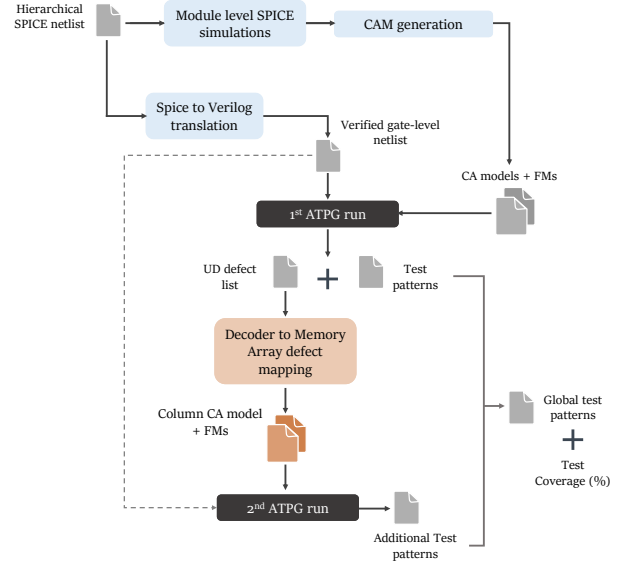 Hierarchical
SPICE netlist
Module level SPICE
simulations
CAM generation
Spice to Verilog
translation
Verified gate-level
netlist
CA models + FMs
1st ATPG run
UD defect
list
+
Test
patterns
Decoder to Memory
Array defect
mapping
Column CA model
+ FMs
Global test
patterns
+
Test
Coverage (%)
2nd ATPG run
Additional Test
patterns